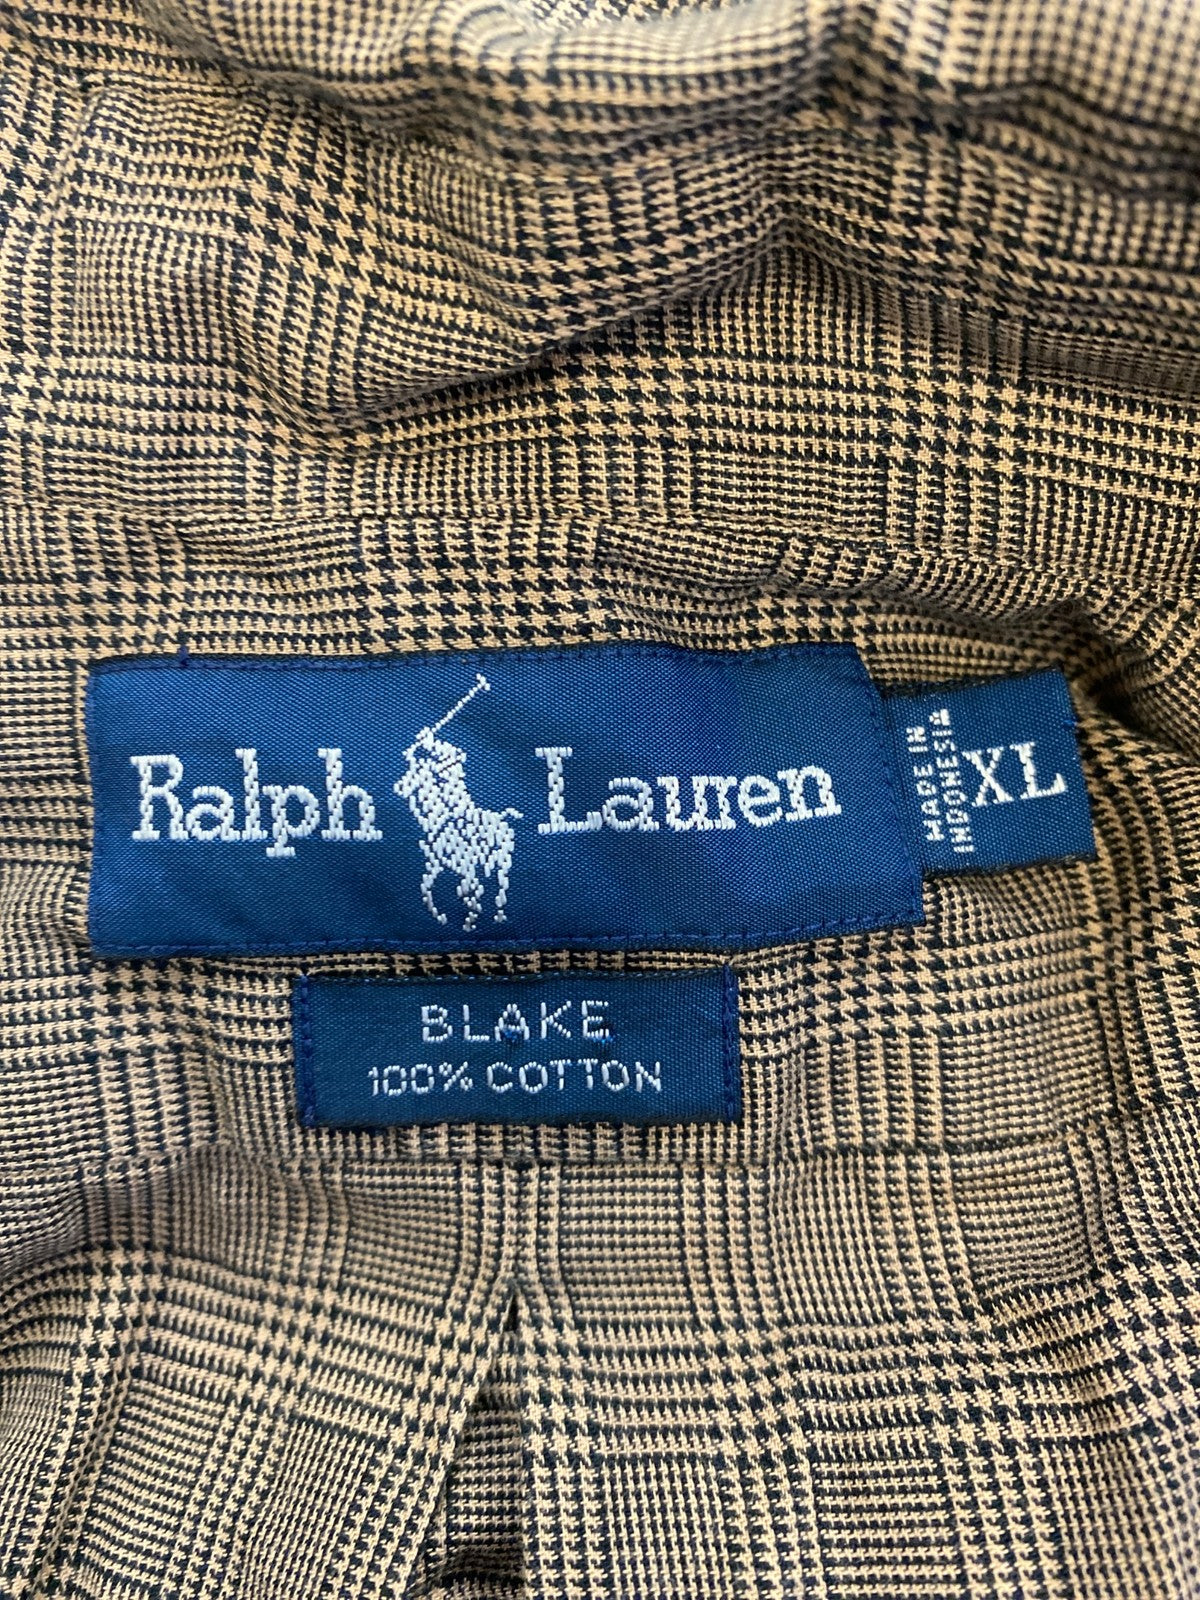 Ralph Lauren
MADE IN
INDONESIA
XL
BLAKE
100% COTTON